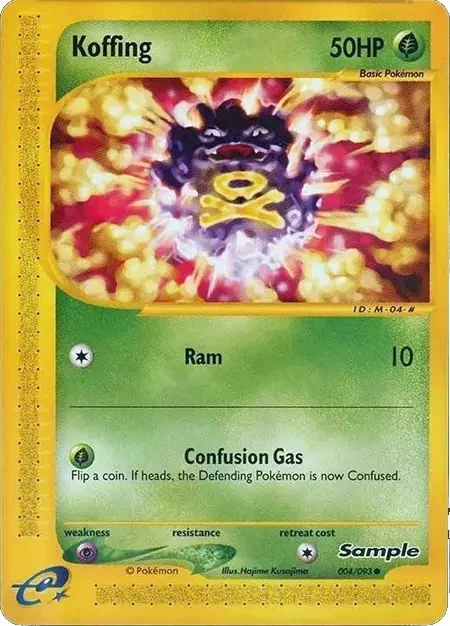 Koffing 50HP
Basic Pokémon
ID: M-04-#
Ram 10
Confusion Gas
Flip a coin. If heads, the Defending Pokémon is now Confused.
weakness resistance retreat cost
Sample
© Pokémon Illus. Hajime Kusajima 004/093 ●
e